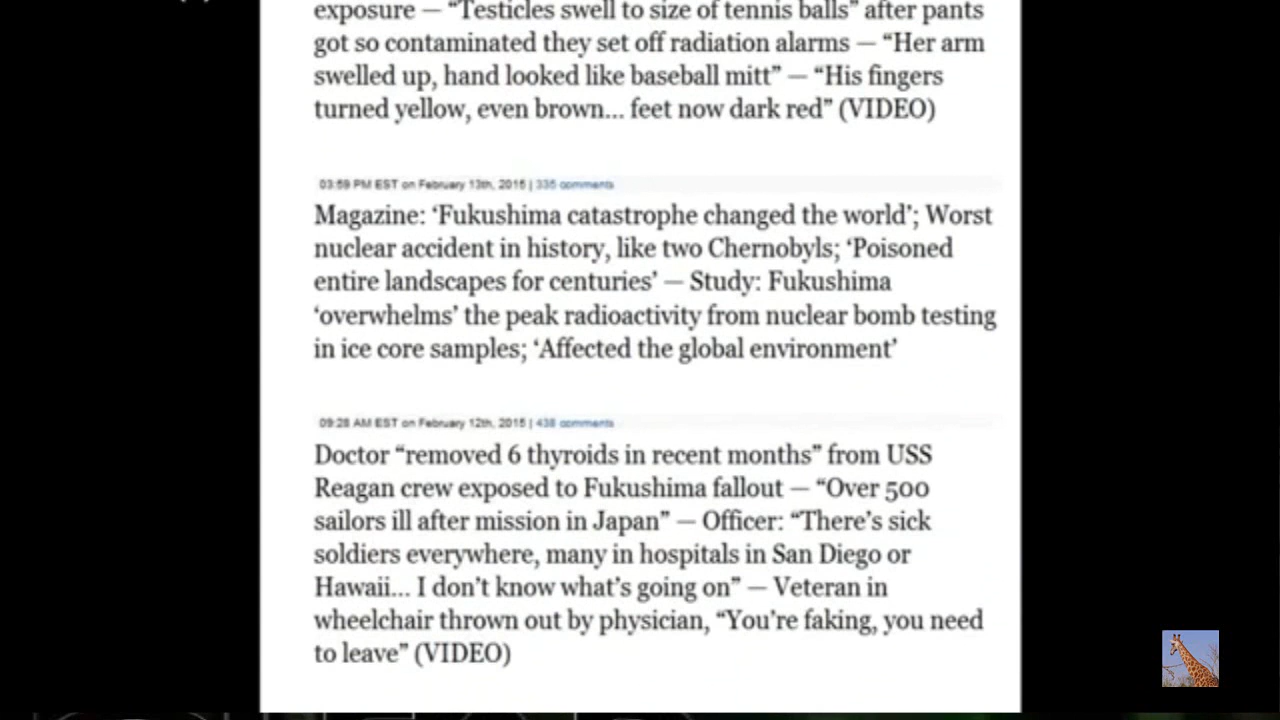 exposure — “Testicles swell to size of tennis balls” after pants
got so contaminated they set off radiation alarms — “Her arm
swelled up, hand looked like baseball mitt” — “His fingers
turned yellow, even brown... feet now dark red” (VIDEO)
03:59 PM EST on February 13th, 2015 | 335 comments
Magazine: ‘Fukushima catastrophe changed the world’; Worst
nuclear accident in history, like two Chernobyls; ‘Poisoned
entire landscapes for centuries’ — Study: Fukushima
‘overwhelms’ the peak radioactivity from nuclear bomb testing
in ice core samples; ‘Affected the global environment’
09:28 AM EST on February 12th, 2015 | 438 comments
Doctor “removed 6 thyroids in recent months” from USS
Reagan crew exposed to Fukushima fallout — “Over 500
sailors ill after mission in Japan” — Officer: “There’s sick
soldiers everywhere, many in hospitals in San Diego or
Hawaii... I don’t know what’s going on” — Veteran in
wheelchair thrown out by physician, “You’re faking, you need
to leave” (VIDEO)